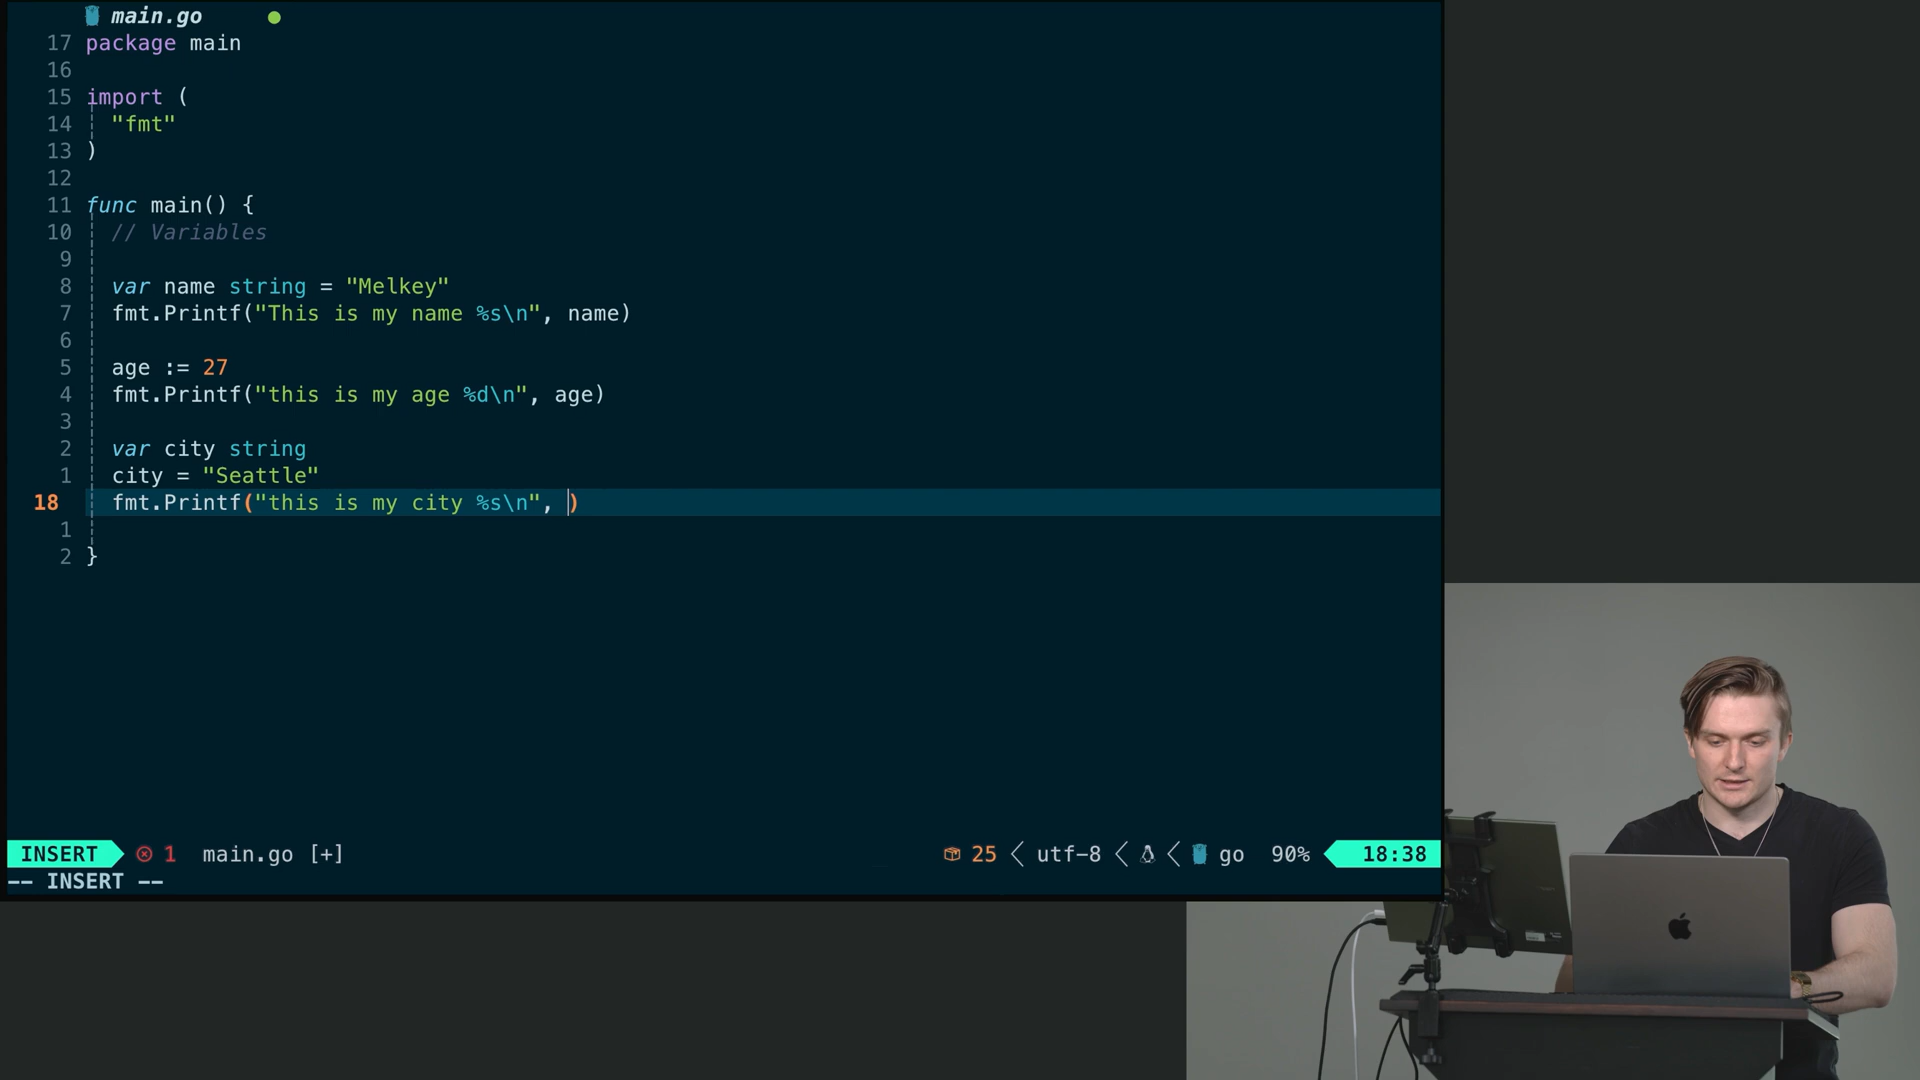 main.go
17 package main
16
15 import (
14 "fmt"
13 )
12
11 func main() {
10 // Variables
9
8 var name string = "Melkey"
7 fmt.Printf("This is my name %s\n", name)
6
5 age := 27
4 fmt.Printf("this is my age %d\n", age)
3
2 var city string
1 city = "Seattle"
18 fmt.Printf("this is my city %s\n", )
1
2 }
INSERT 1 main.go [+] 25 utf-8 go 90% 18:38
-- INSERT --